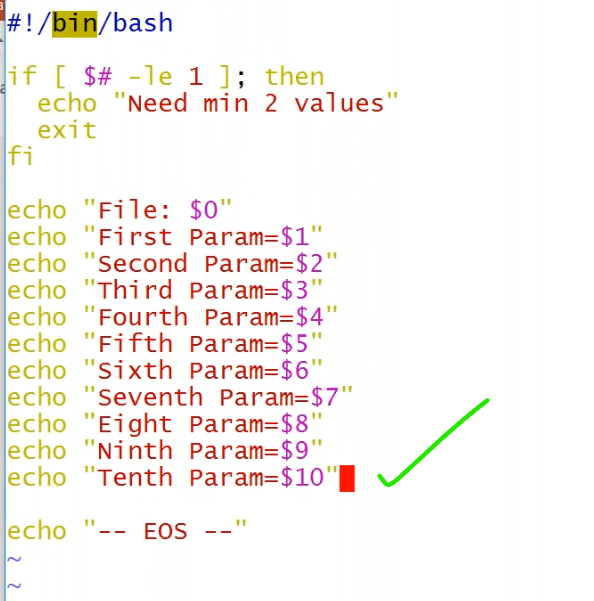 #!/bin/bash
if [ $# -le 1 ]; then
echo "Need min 2 values"
exit
fi
echo "File: $0"
echo "First Param=$1"
echo "Second Param=$2"
echo "Third Param=$3"
echo "Fourth Param=$4"
echo "Fifth Param=$5"
echo "Sixth Param=$6"
echo "Seventh Param=$7"
echo "Eight Param=$8"
echo "Ninth Param=$9"
echo "Tenth Param=$10"
echo "-- EOS --"
~
~